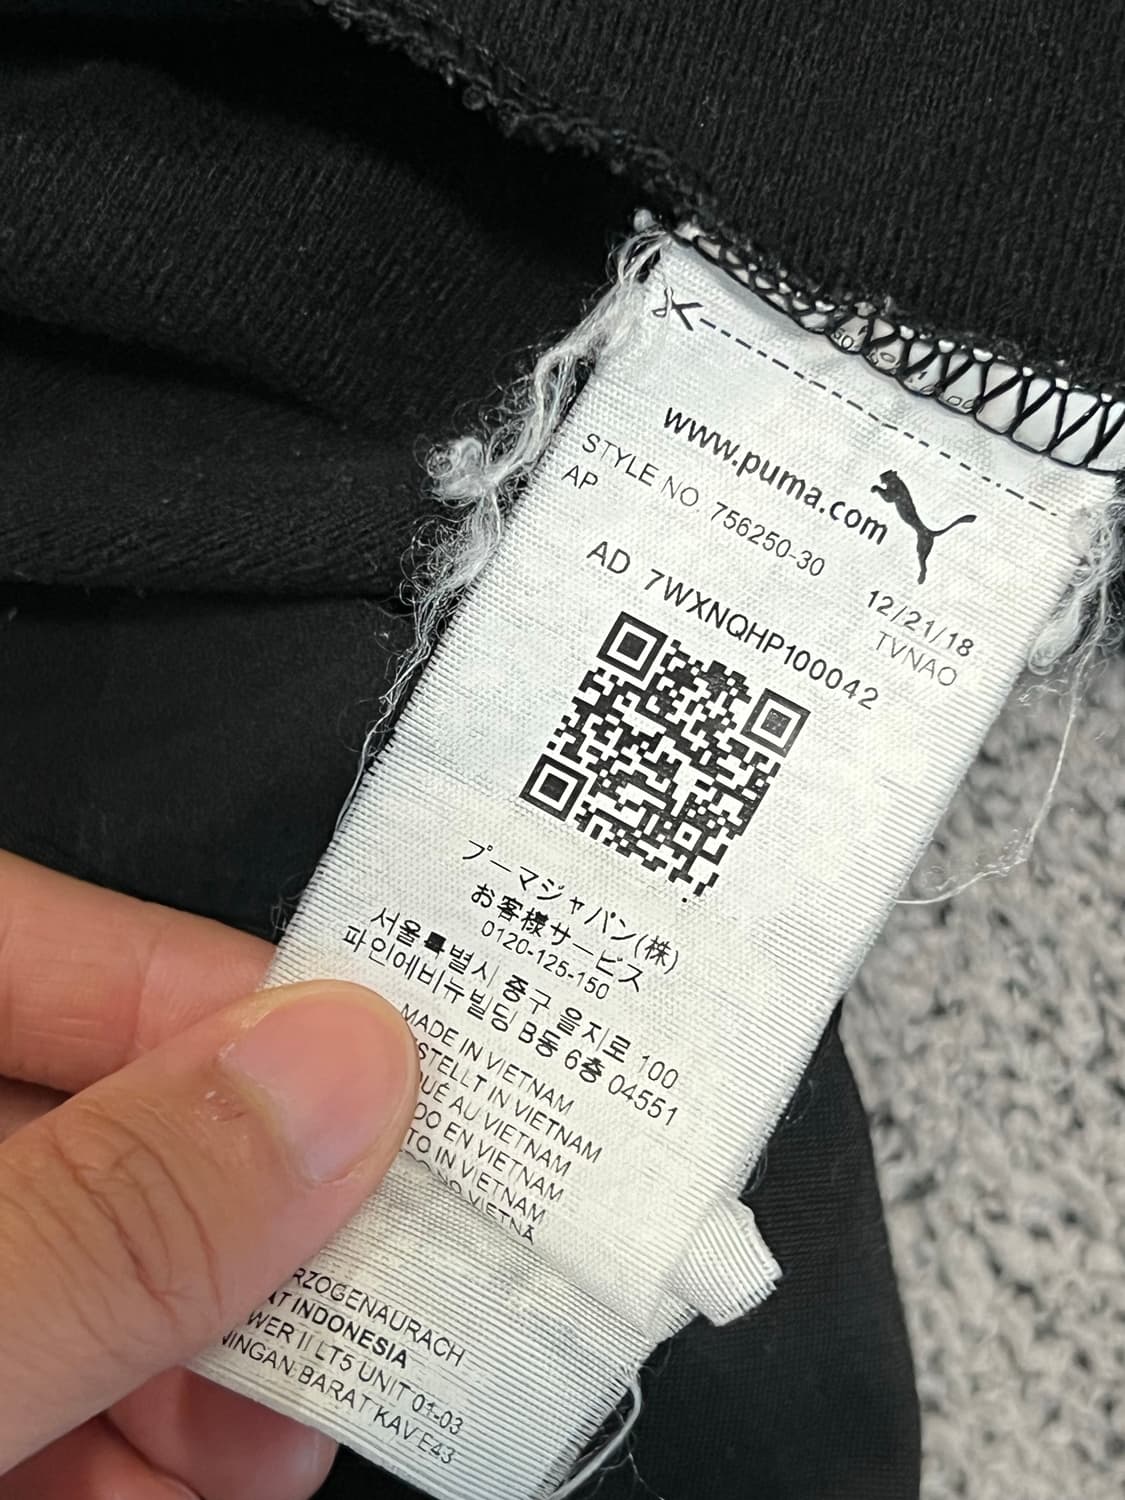 www.puma.com
STYLE NO. 756250-30
AP
12/21/18
TVNAO
AD 7WXNQHP100042
プーマジャパン(株)
お客様サービス
0120-125-150
서울 특별시 중구 을지로 100
파인에비뉴빌딩 B동 6층 04551
MADE IN VIETNAM
STELLT IN VIETNAM
QUÉ AU VIETNAM
DO EN VIETNAM
TO IN VIETNAM
NO VIETNÃ
RZOGENAURACH
AT INDONESIA
WER II LT5 UNIT 01-03
NINGAN BARAT KAV E43